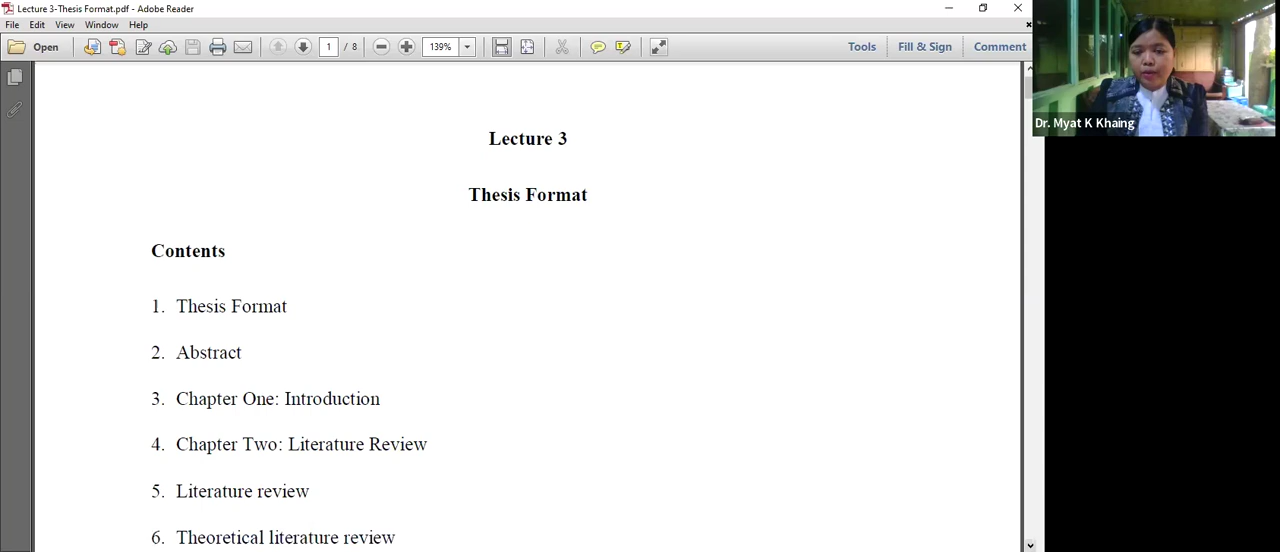 Lecture 3-Thesis Format.pdf - Adobe Reader
File Edit View Window Help
Open 1 / 8 139% Tools Fill & Sign Comment
Dr. Myat K Khaing
Lecture 3
Thesis Format
Contents
1. Thesis Format
2. Abstract
3. Chapter One: Introduction
4. Chapter Two: Literature Review
5. Literature review
6. Theoretical literature review